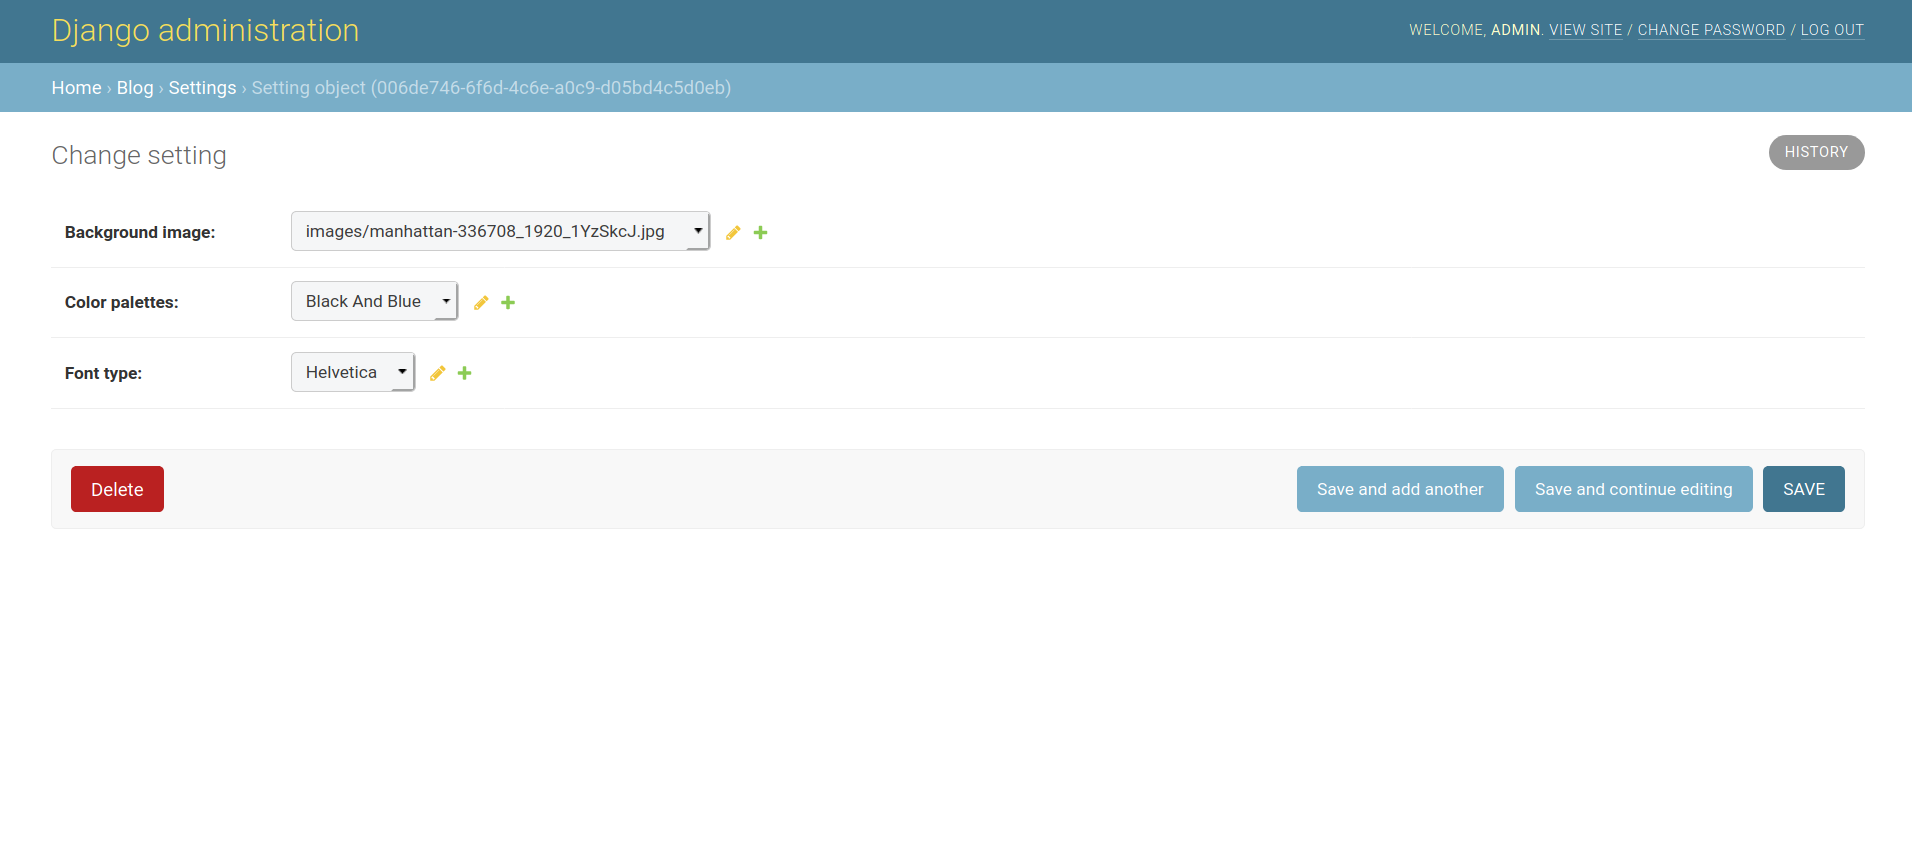 Django administration
WELCOME, ADMIN. VIEW SITE / CHANGE PASSWORD / LOG OUT
Home › Blog › Settings › Setting object (006de746-6f6d-4c6e-a0c9-d05bd4c5d0eb)
Change setting
HISTORY
Background image: images/manhattan-336708_1920_1YzSkcJ.jpg
Color palettes: Black And Blue
Font type: Helvetica
Delete Save and add another Save and continue editing SAVE